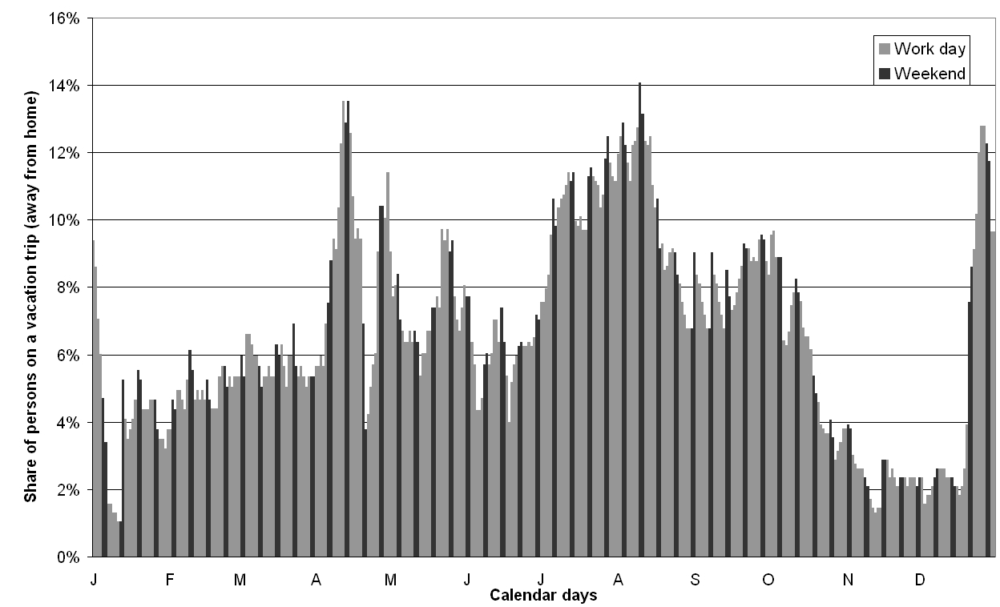 16%
14%
12%
10%
8%
6%
4%
2%
0%
Share of persons on a vacation trip (away from home)
Work day
Weekend
J F M A M J J A S O N D
Calendar days